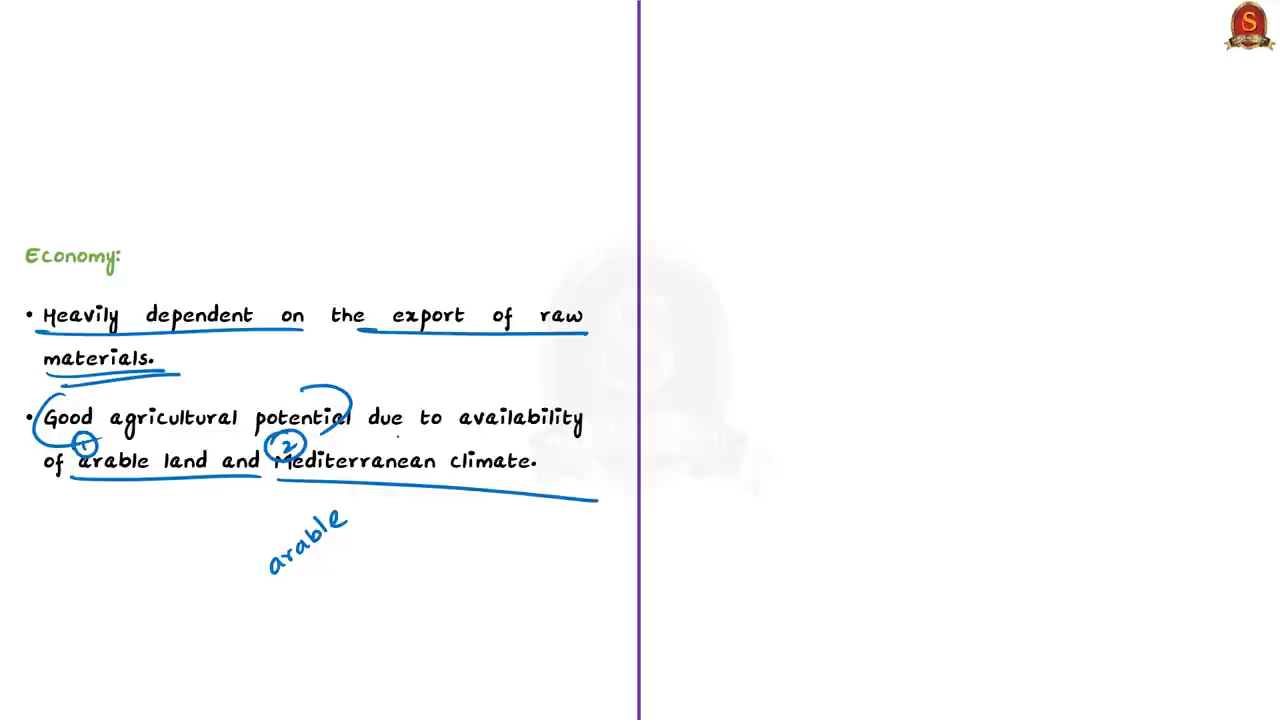 S
Economy:
• Heavily dependent on the export of raw
materials.
• Good agricultural potential due to availability
1 2
of arable land and Mediterranean climate.
arable